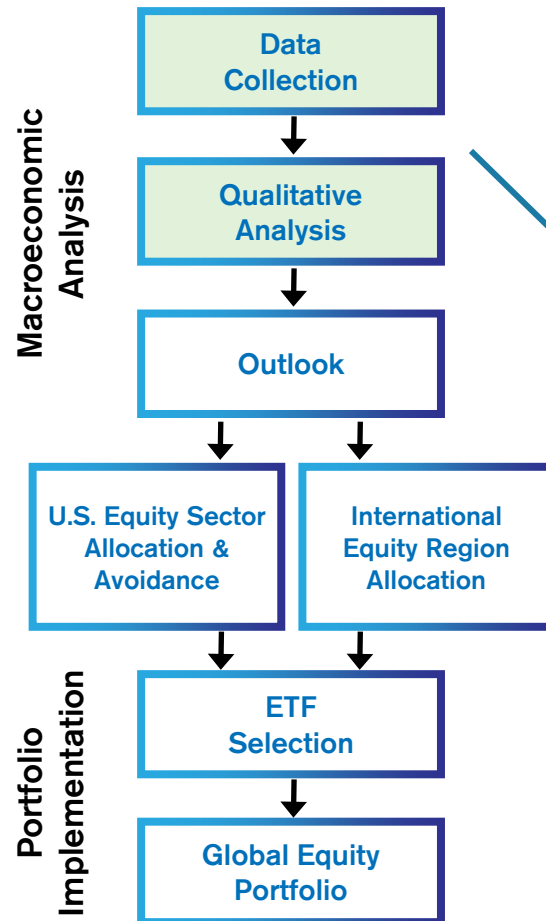 Macroeconomic
Analysis
Data
Collection
Qualitative
Analysis
Outlook
U.S. Equity Sector
Allocation &
Avoidance
International
Equity Region
Allocation
Portfolio
Implementation
ETF
Selection
Global Equity
Portfolio